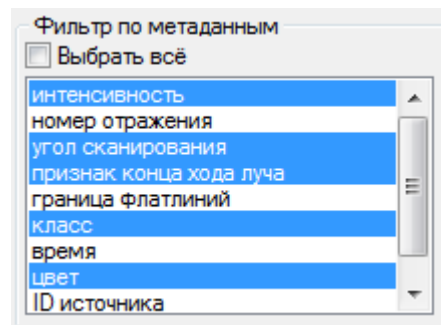 Фильтр по метаданным
Выбрать всё
интенсивность
номер отражения
угол сканирования
признак конца хода луча
граница Флатлиний
класс
время
цвет
ID источника